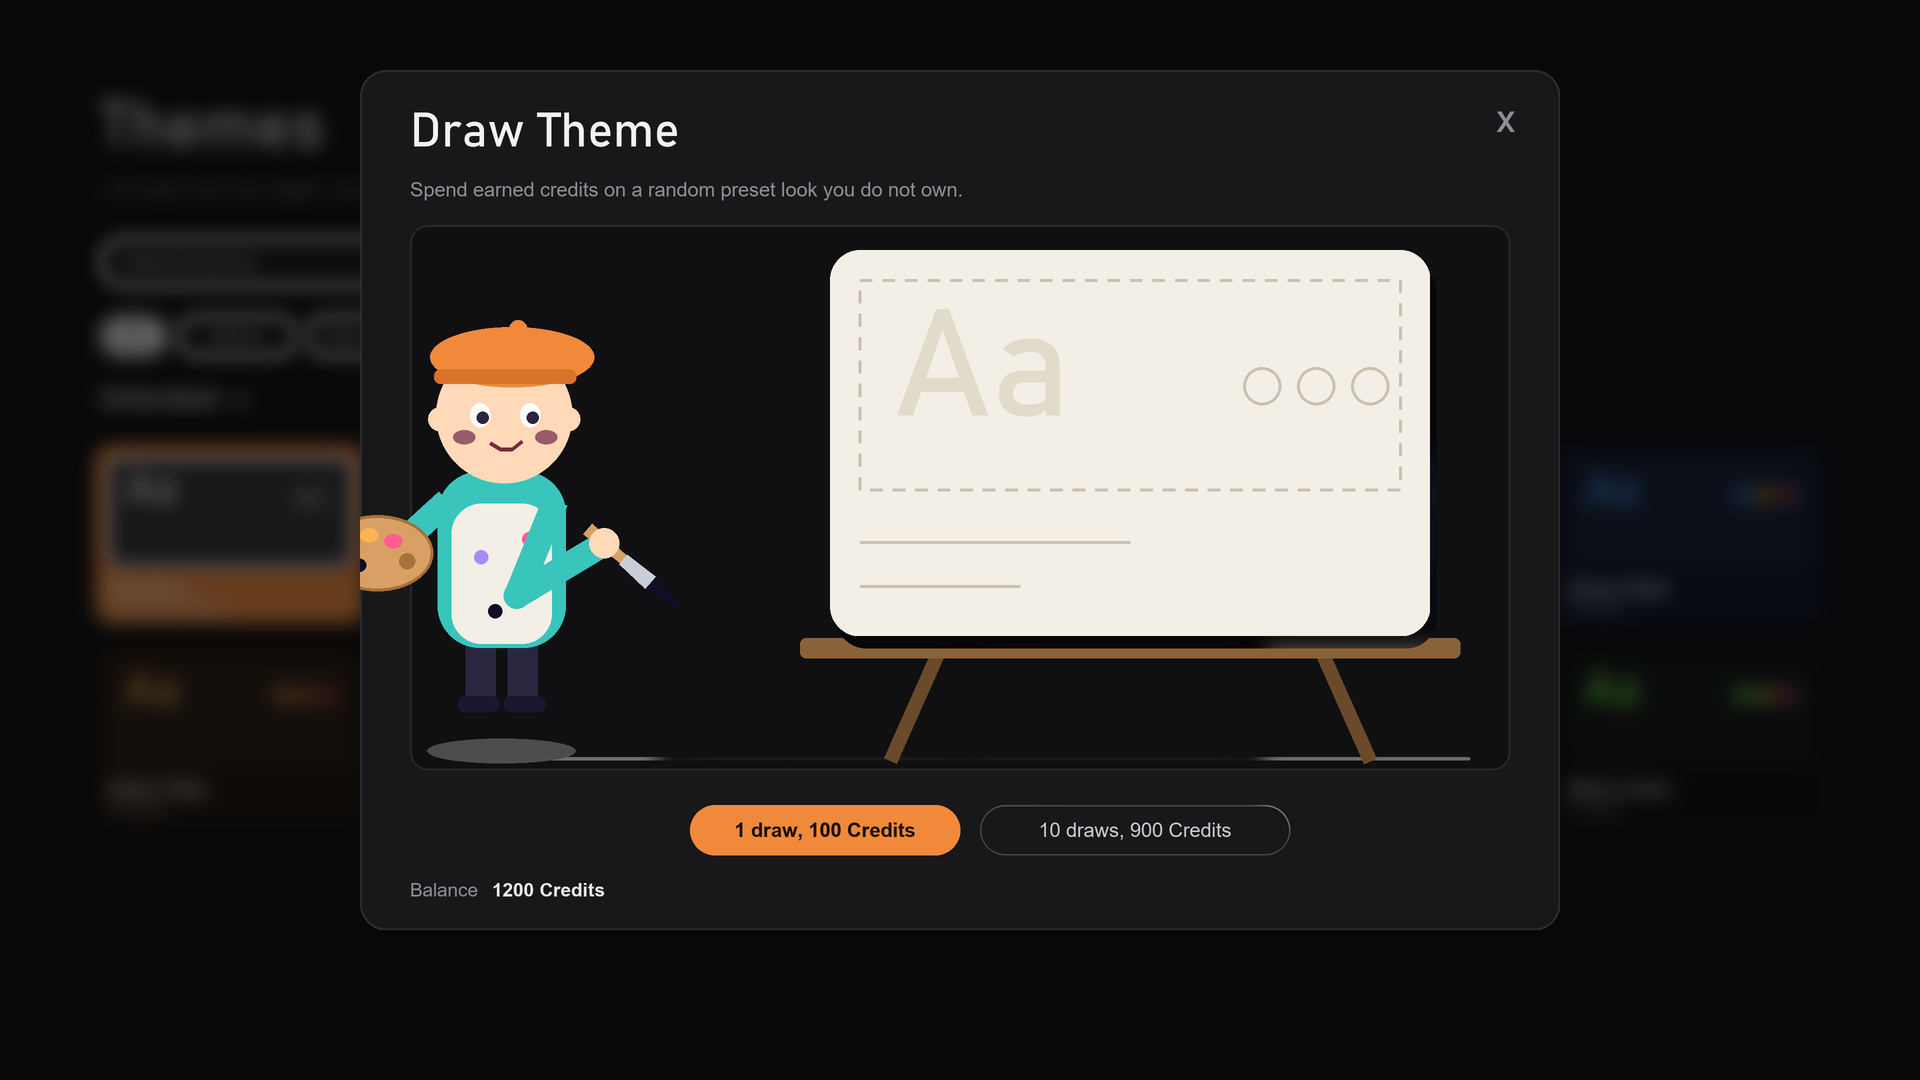 Themes
Draw Theme
X
Spend earned credits on a random preset look you do not own.
Aa
1 draw, 100 Credits
10 draws, 900 Credits
Balance 1200 Credits